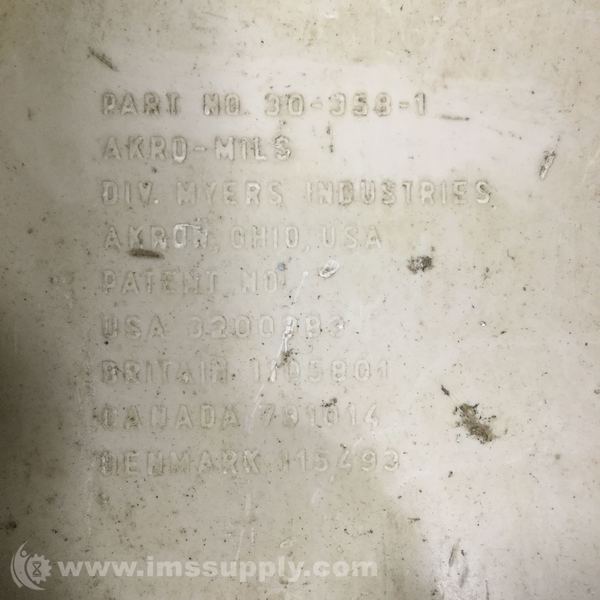 PART NO. 30-358-1
AKRO-MILS
DIV. MYERS INDUSTRIES
AKRON, OHIO, USA
PATENT NO.
USA
BRITAIN 1105801
CANADA 791014
DENMARK 115493
www.imssupply.com